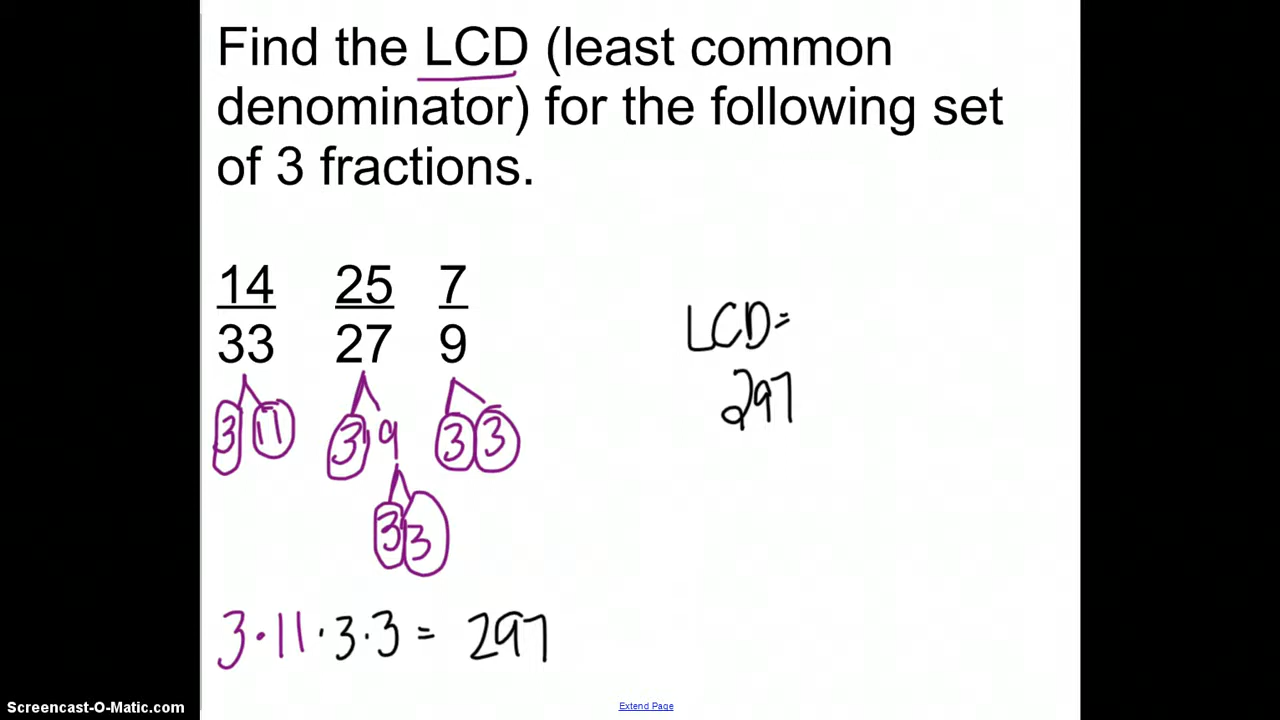 Find the LCD (least common
denominator) for the following set
of 3 fractions.
14 25 7
33 27 9
LCD=
297
3 11 3 9 3 3
3 3
3·11·3·3 = 297
Screencast-O-Matic.com
Extend Page